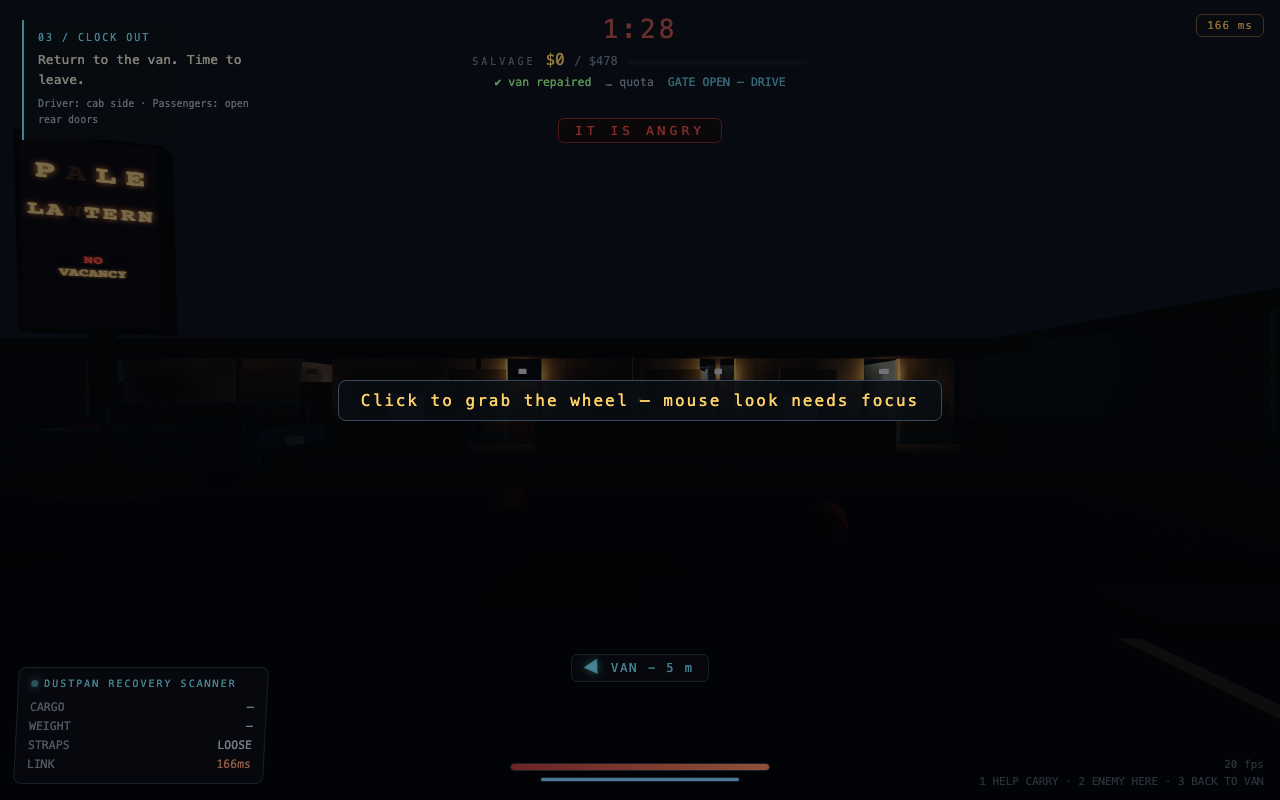 03 / CLOCK OUT
Return to the van. Time to
leave.
Driver: cab side · Passengers: open
rear doors
1:28
SALVAGE $0 / $478
✔ van repaired … quota GATE OPEN — DRIVE
IT IS ANGRY
166 ms
PALE
LANTERN
NO
VACANCY
Click to grab the wheel — mouse look needs focus
◀ VAN — 5 m
DUSTPAN RECOVERY SCANNER
CARGO —
WEIGHT —
STRAPS LOOSE
LINK 166ms
20 fps
1 HELP CARRY · 2 ENEMY HERE · 3 BACK TO VAN